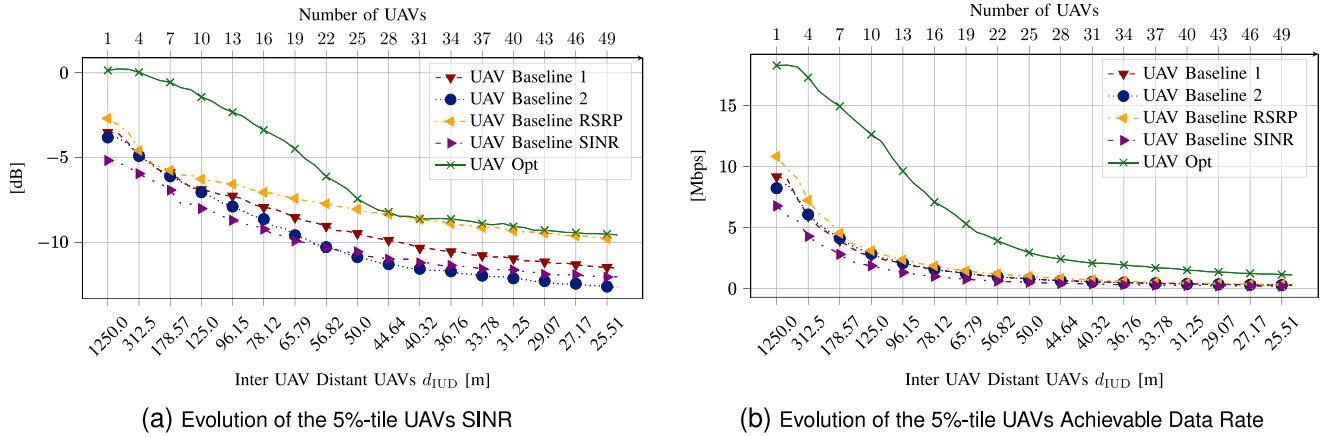 Number of UAVs
1 4 7 10 13 16 19 22 25 28 31 34 37 40 43 46 49
0
−5
−10
[dB]
UAV Baseline 1
UAV Baseline 2
UAV Baseline RSRP
UAV Baseline SINR
UAV Opt
1250.0 312.5 178.57 125.0 96.15 78.12 65.79 56.82 50.0 44.64 40.32 36.76 33.78 31.25 29.07 27.17 25.51
Inter UAV Distant UAVs d_IUD [m]
(a) Evolution of the 5%-tile UAVs SINR
Number of UAVs
1 4 7 10 13 16 19 22 25 28 31 34 37 40 43 46 49
15
10
5
0
[Mbps]
UAV Baseline 1
UAV Baseline 2
UAV Baseline RSRP
UAV Baseline SINR
UAV Opt
1250.0 312.5 178.57 125.0 96.15 78.12 65.79 56.82 50.0 44.64 40.32 36.76 33.78 31.25 29.07 27.17 25.51
Inter UAV Distant UAVs d_IUD [m]
(b) Evolution of the 5%-tile UAVs Achievable Data Rate